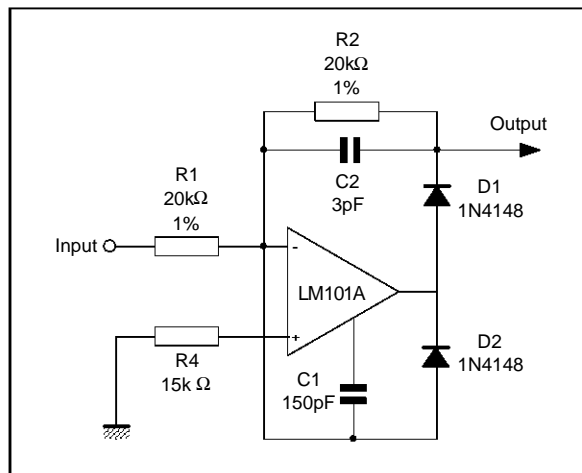 R2
20kΩ
1%
Output
R1
20kΩ
1%
C2
3pF
D1
1N4148
Input
-
LM101A
+
D2
1N4148
R4
15k Ω
C1
150pF